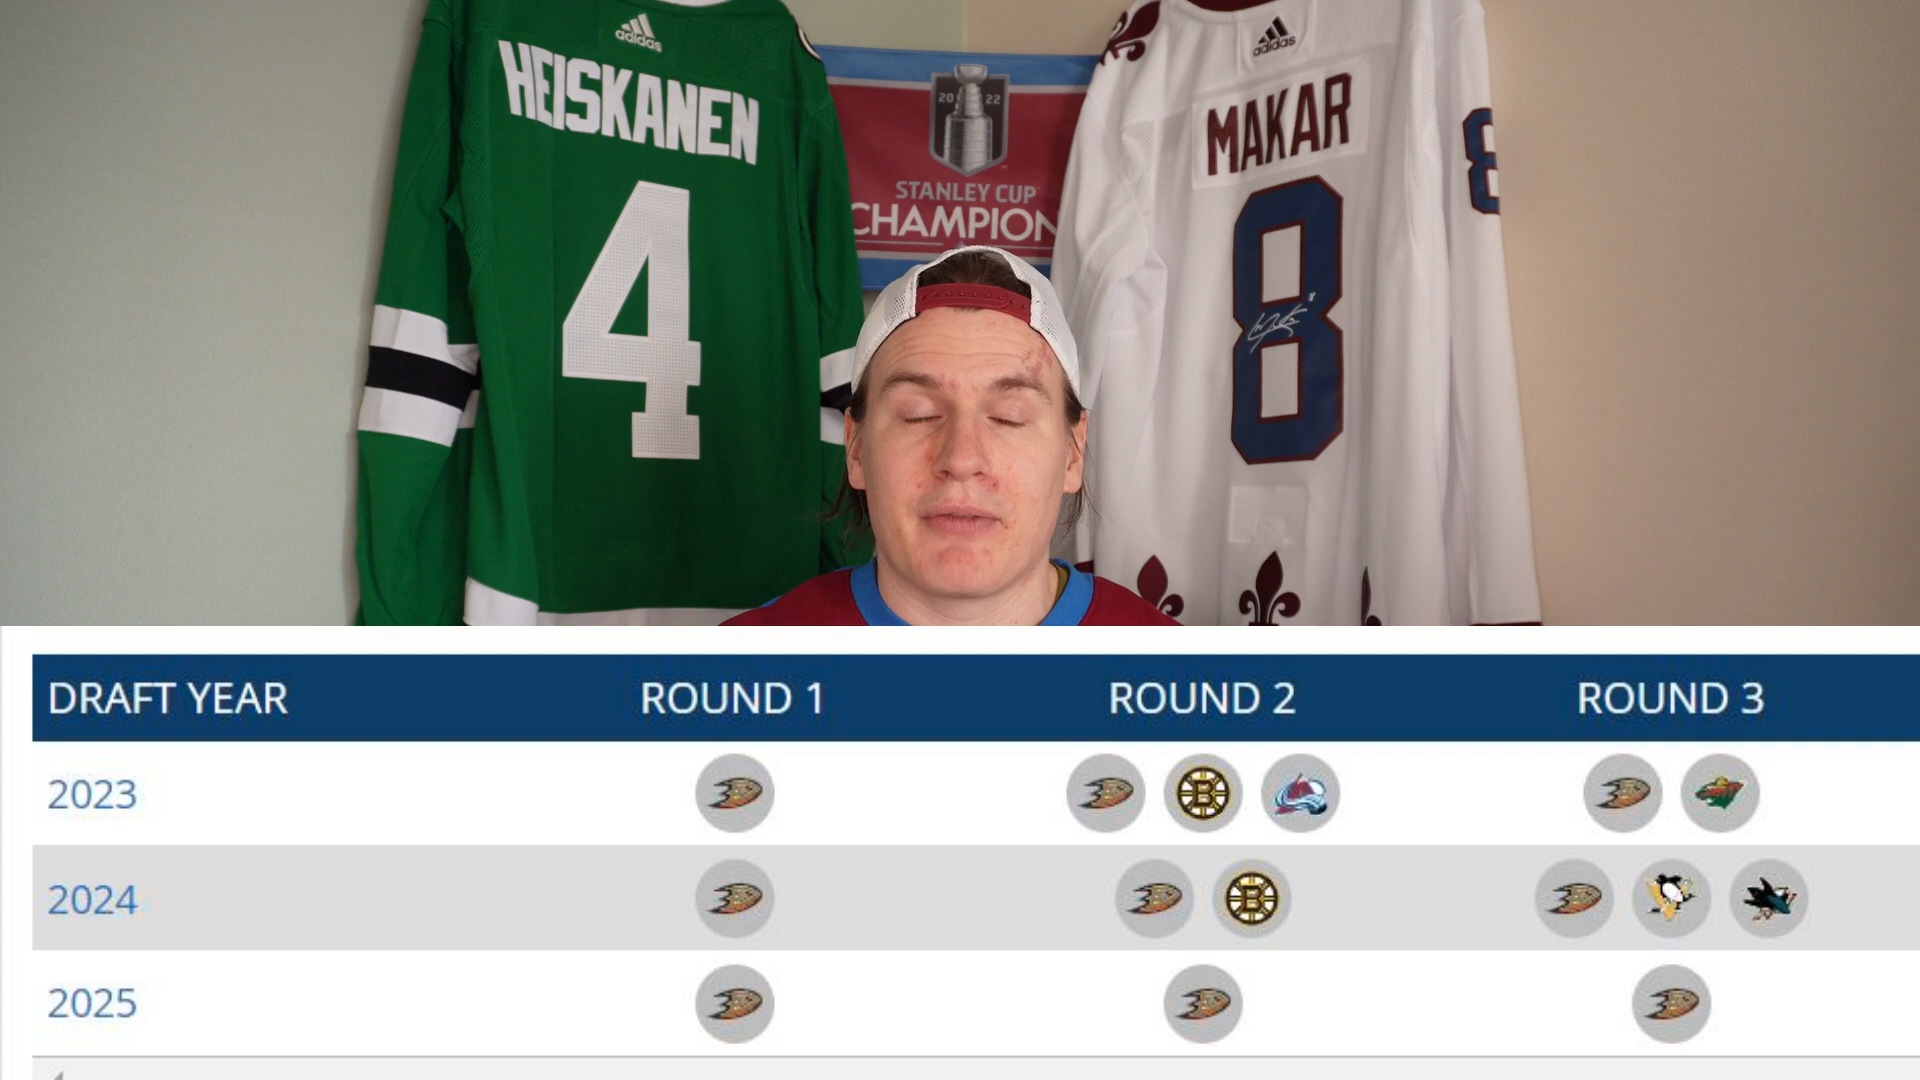 adidas
HEISKANEN
4
20 22
STANLEY CUP
CHAMPION
adidas
MAKAR
8
8
DRAFT YEAR ROUND 1 ROUND 2 ROUND 3
2023
B
2024
B
2025